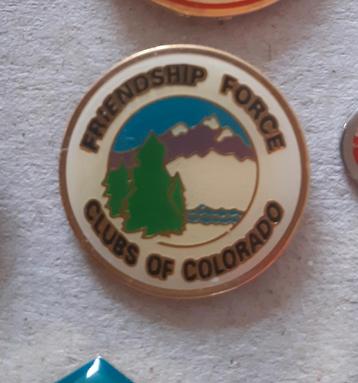 FRIENDSHIP FORCE
CLUBS OF COLORADO